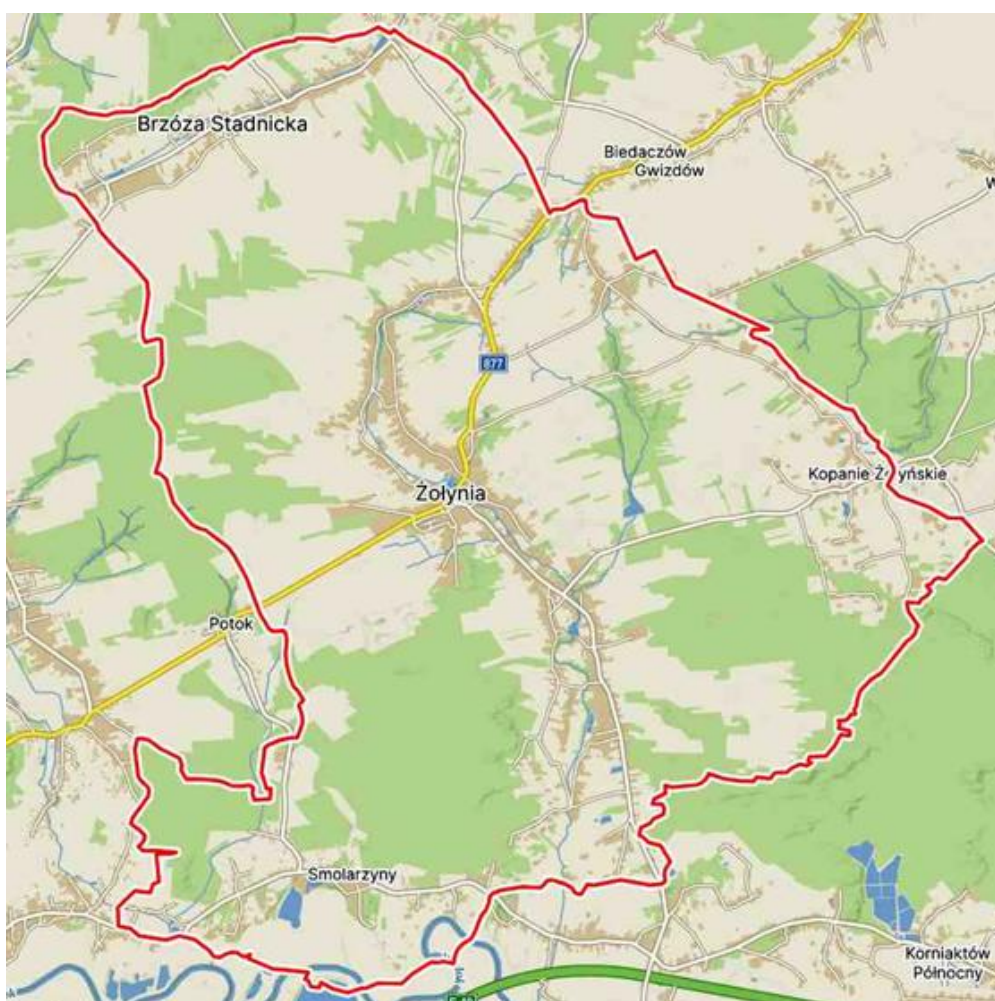 Brzóza Stadnicka
Biedaczów
Gwizdów
W
877
Żołynia
Potok
Smolarzyny
Korniaktów
Północny